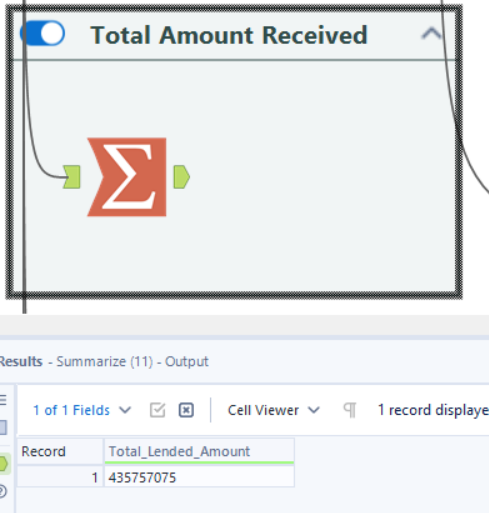 Total Amount Received
Σ
Results - Summarize (11) - Output
1 of 1 Fields Cell Viewer ¶ 1 record displaye
Record Total_Lended_Amount
1 435757075